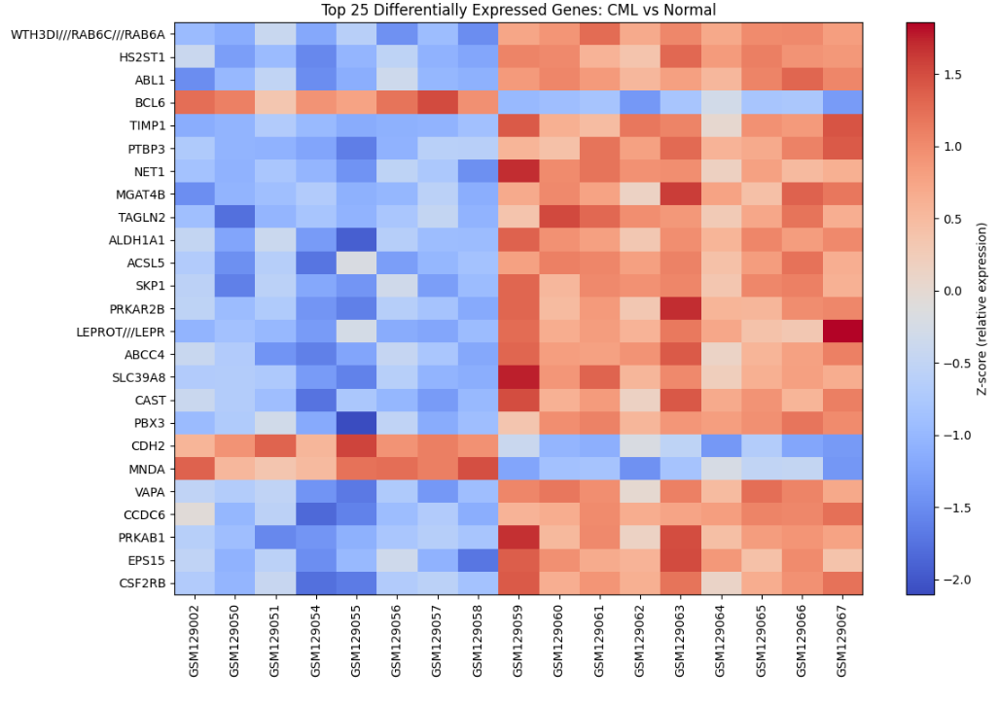 Top 25 Differentially Expressed Genes: CML vs Normal
WTH3DI///RAB6C///RAB6A
HS2ST1
ABL1
BCL6
TIMP1
PTBP3
NET1
MGAT4B
TAGLN2
ALDH1A1
ACSL5
SKP1
PRKAR2B
LEPROT///LEPR
ABCC4
SLC39A8
CAST
PBX3
CDH2
MNDA
VAPA
CCDC6
PRKAB1
EPS15
CSF2RB
GSM129002
GSM129050
GSM129051
GSM129054
GSM129055
GSM129056
GSM129057
GSM129058
GSM129059
GSM129060
GSM129061
GSM129062
GSM129063
GSM129064
GSM129065
GSM129066
GSM129067
1.5
1.0
0.5
0.0
−0.5
−1.0
−1.5
−2.0
Z-score (relative expression)